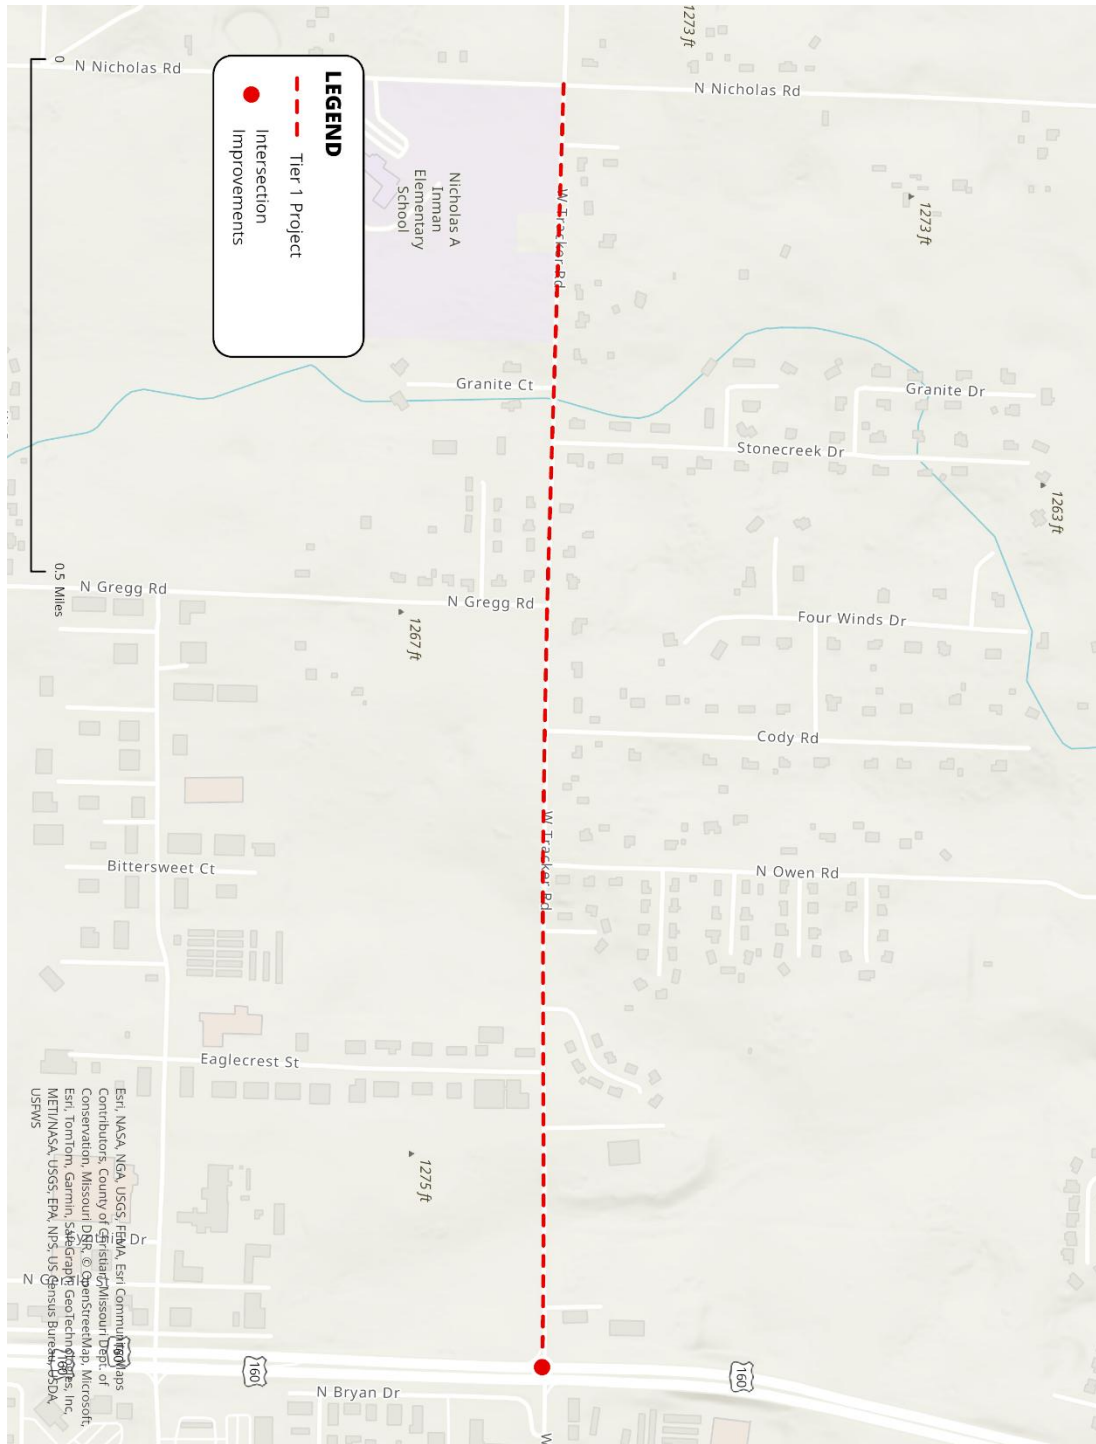 1273 ft
N Nicholas Rd
N Nicholas Rd
0
LEGEND
Tier 1 Project
Intersection
Improvements
Nicholas A
Inman
Elementary
School
W Tracker Rd
1273 ft
Granite Ct
Granite Dr
Stonecreek Dr
1263 ft
0.5 Miles
N Gregg Rd
N Gregg Rd
1267 ft
Four Winds Dr
Cody Rd
W Tracker Rd
Bittersweet Ct
N Owen Rd
Eaglecrest St
1275 ft
Esri, NASA, NGA, USGS, FEMA, Esri Community Maps
Contributors, County of Christian, Missouri Dept. of
Conservation, Missouri DNR, © OpenStreetMap, Microsoft,
Esri, TomTom, Garmin, SafeGraph, GeoTechnologies, Inc,
METI/NASA, USGS, EPA, NPS, US Census Bureau, USDA,
USFWS
Dr
N
St
160
160
160
160
N Bryan Dr
W